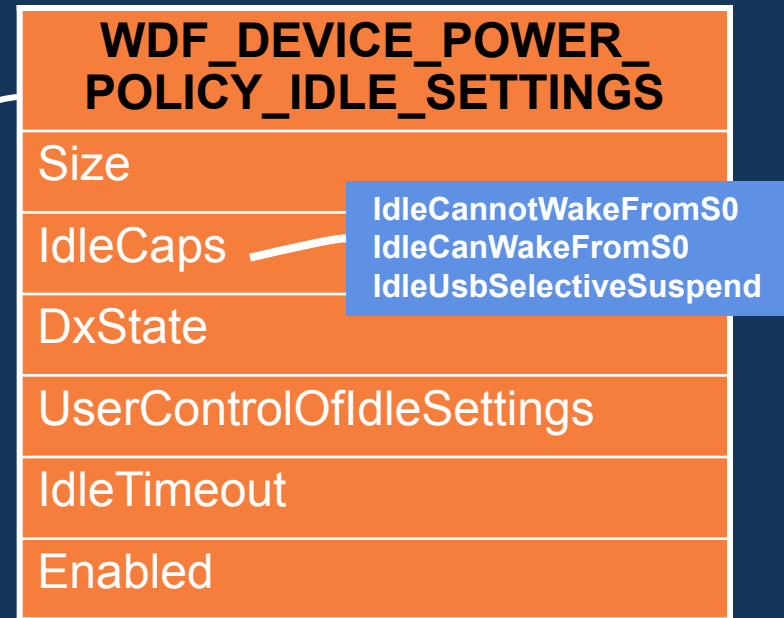 WDF_DEVICE_POWER_
POLICY_IDLE_SETTINGS
Size
IdleCaps
IdleCannotWakeFromS0
IdleCanWakeFromS0
IdleUsbSelectiveSuspend
DxState
UserControlOfIdleSettings
IdleTimeout
Enabled